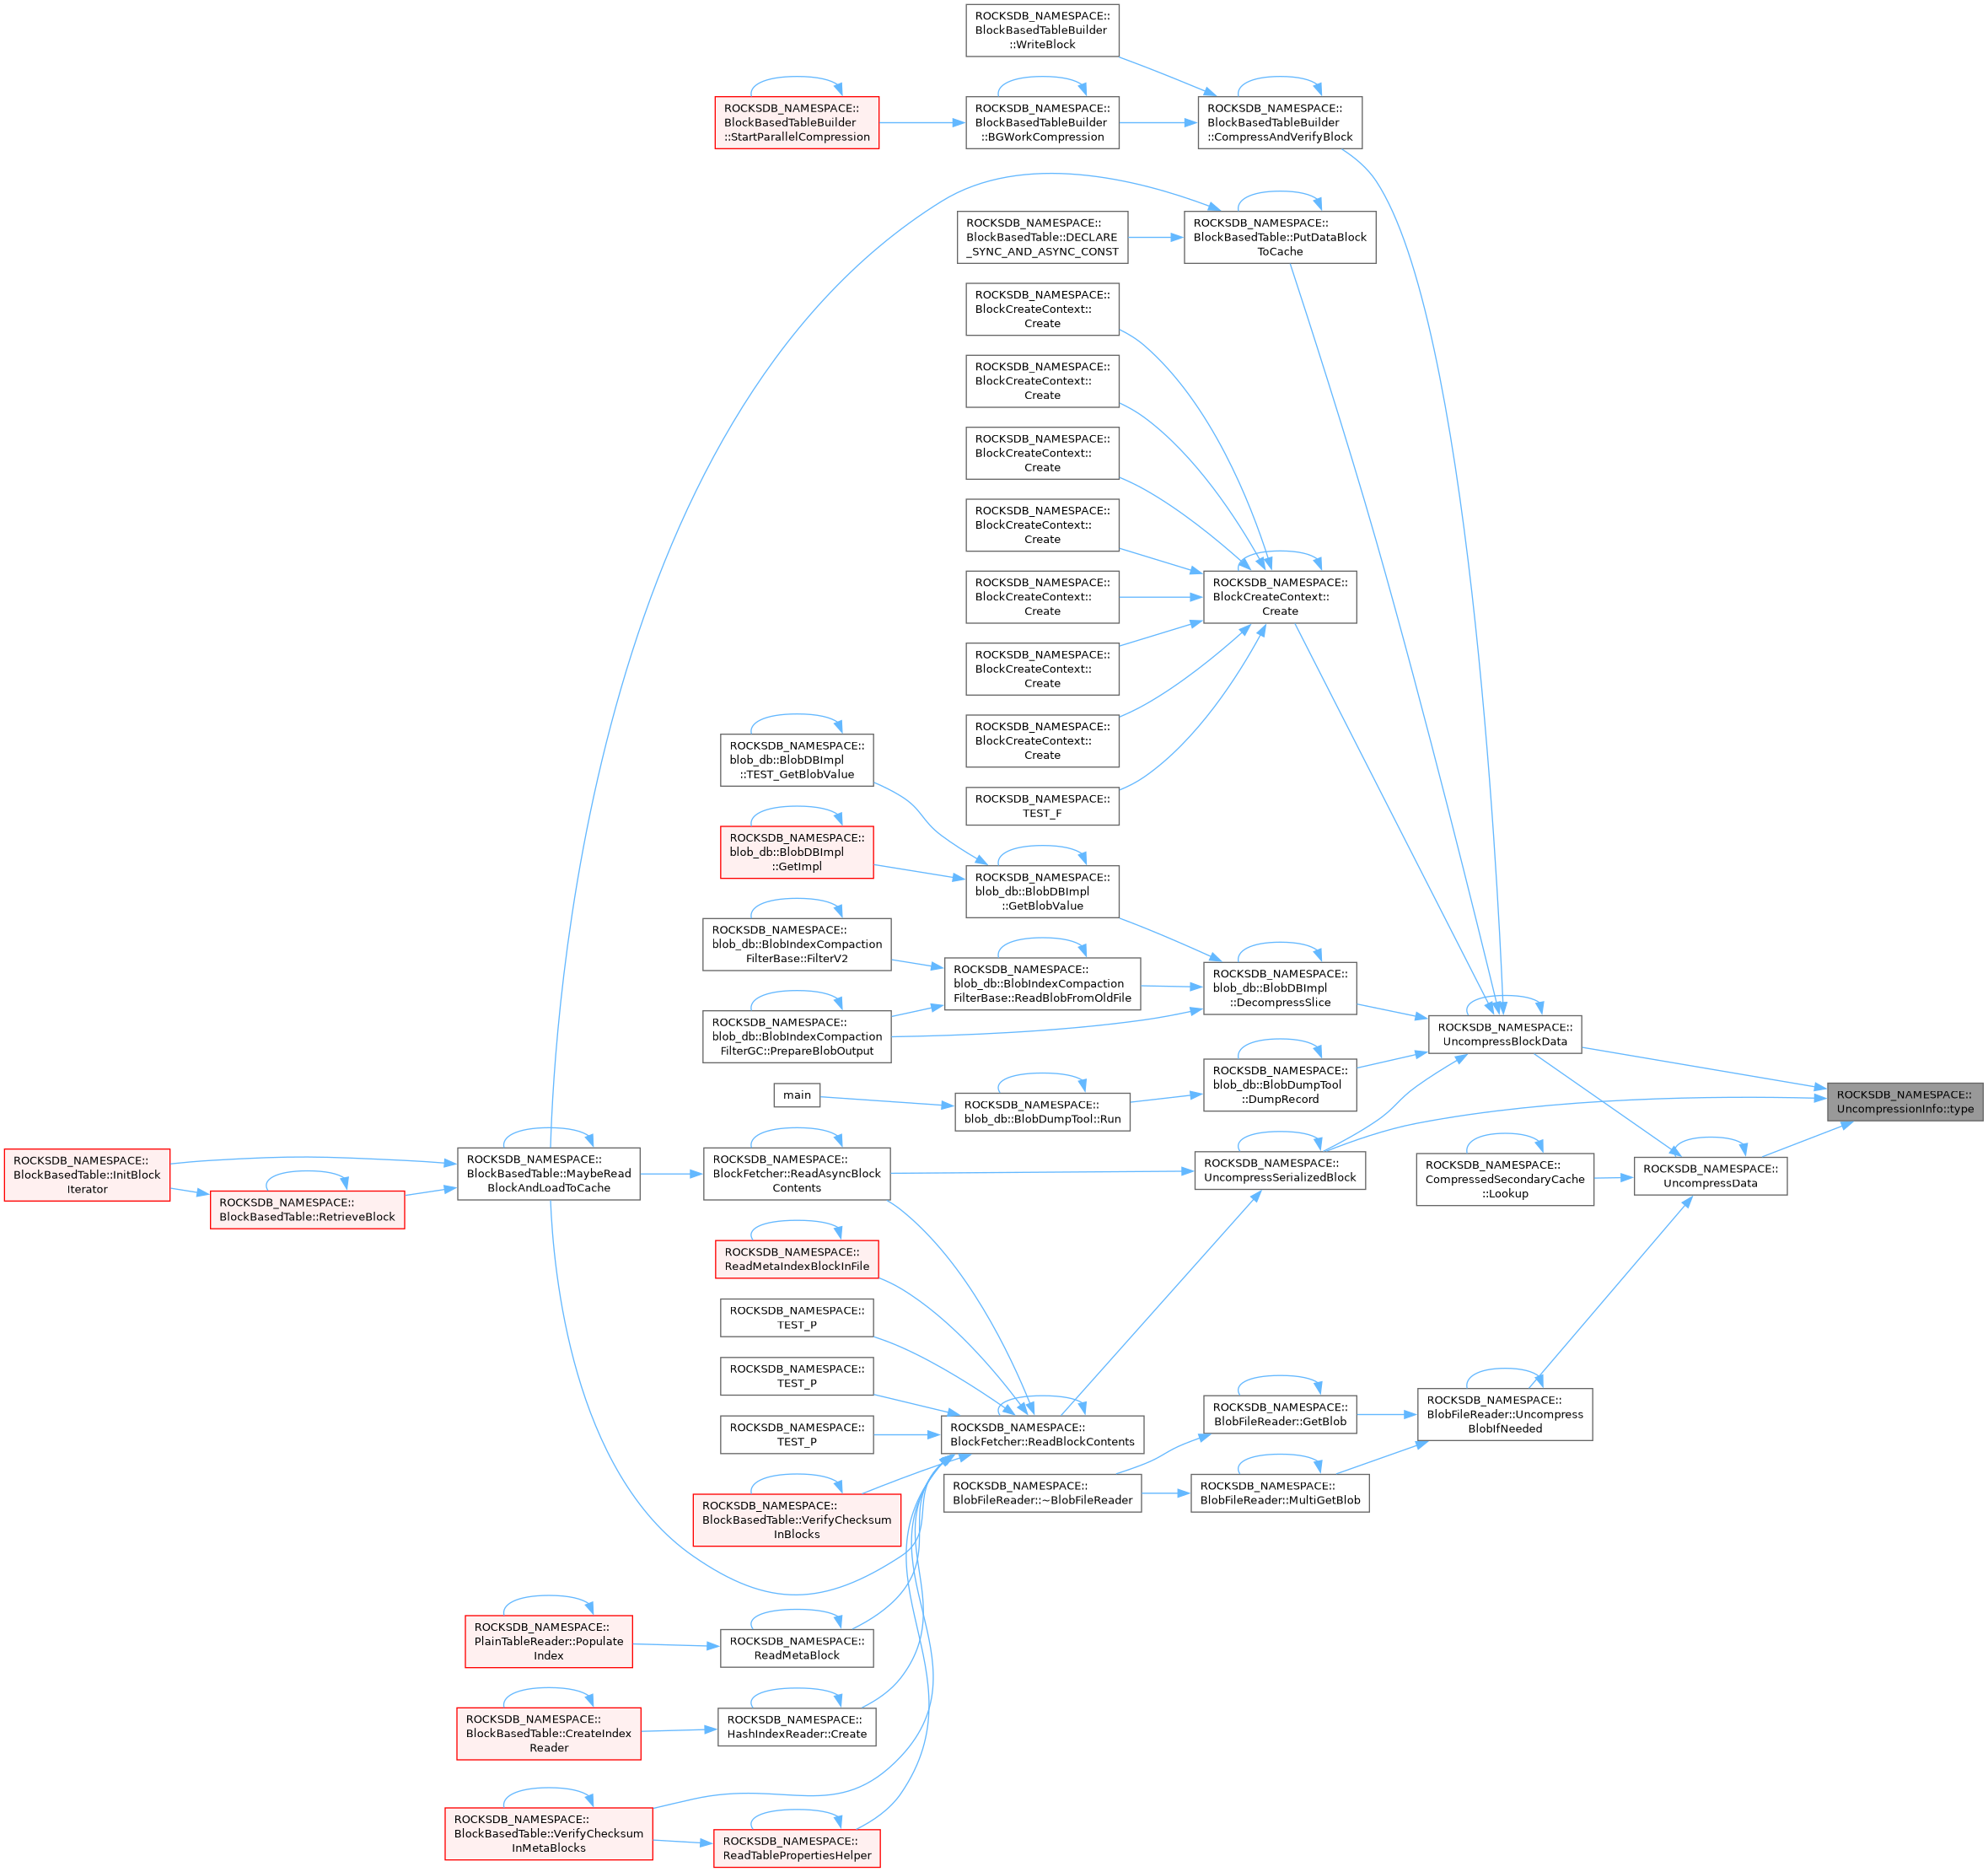 ROCKSDB_NAMESPACE::
BlockBasedTableBuilder
::WriteBlock
ROCKSDB_NAMESPACE::
BlockBasedTableBuilder
::StartParallelCompression
ROCKSDB_NAMESPACE::
BlockBasedTableBuilder
::BGWorkCompression
ROCKSDB_NAMESPACE::
BlockBasedTableBuilder
::CompressAndVerifyBlock
ROCKSDB_NAMESPACE::
BlockBasedTable::DECLARE
_SYNC_AND_ASYNC_CONST
ROCKSDB_NAMESPACE::
BlockBasedTable::PutDataBlock
ToCache
ROCKSDB_NAMESPACE::
BlockCreateContext::
Create
ROCKSDB_NAMESPACE::
BlockCreateContext::
Create
ROCKSDB_NAMESPACE::
BlockCreateContext::
Create
ROCKSDB_NAMESPACE::
BlockCreateContext::
Create
ROCKSDB_NAMESPACE::
BlockCreateContext::
Create
ROCKSDB_NAMESPACE::
BlockCreateContext::
Create
ROCKSDB_NAMESPACE::
BlockCreateContext::
Create
ROCKSDB_NAMESPACE::
BlockCreateContext::
Create
ROCKSDB_NAMESPACE::
TEST_F
ROCKSDB_NAMESPACE::
blob_db::BlobDBImpl
::TEST_GetBlobValue
ROCKSDB_NAMESPACE::
blob_db::BlobDBImpl
::GetImpl
ROCKSDB_NAMESPACE::
blob_db::BlobDBImpl
::GetBlobValue
ROCKSDB_NAMESPACE::
blob_db::BlobIndexCompaction
FilterBase::FilterV2
ROCKSDB_NAMESPACE::
blob_db::BlobIndexCompaction
FilterBase::ReadBlobFromOldFile
ROCKSDB_NAMESPACE::
blob_db::BlobDBImpl
::DecompressSlice
ROCKSDB_NAMESPACE::
blob_db::BlobIndexCompaction
FilterGC::PrepareBlobOutput
ROCKSDB_NAMESPACE::
UncompressBlockData
ROCKSDB_NAMESPACE::
blob_db::BlobDumpTool
::DumpRecord
main
ROCKSDB_NAMESPACE::
blob_db::BlobDumpTool::Run
ROCKSDB_NAMESPACE::
UncompressionInfo::type
ROCKSDB_NAMESPACE::
BlockBasedTable::InitBlock
Iterator
ROCKSDB_NAMESPACE::
BlockBasedTable::RetrieveBlock
ROCKSDB_NAMESPACE::
BlockBasedTable::MaybeRead
BlockAndLoadToCache
ROCKSDB_NAMESPACE::
BlockFetcher::ReadAsyncBlock
Contents
ROCKSDB_NAMESPACE::
UncompressSerializedBlock
ROCKSDB_NAMESPACE::
CompressedSecondaryCache
::Lookup
ROCKSDB_NAMESPACE::
UncompressData
ROCKSDB_NAMESPACE::
ReadMetaIndexBlockInFile
ROCKSDB_NAMESPACE::
TEST_P
ROCKSDB_NAMESPACE::
TEST_P
ROCKSDB_NAMESPACE::
TEST_P
ROCKSDB_NAMESPACE::
BlockFetcher::ReadBlockContents
ROCKSDB_NAMESPACE::
BlobFileReader::GetBlob
ROCKSDB_NAMESPACE::
BlobFileReader::Uncompress
BlobIfNeeded
ROCKSDB_NAMESPACE::
BlobFileReader::~BlobFileReader
ROCKSDB_NAMESPACE::
BlobFileReader::MultiGetBlob
ROCKSDB_NAMESPACE::
BlockBasedTable::VerifyChecksum
InBlocks
ROCKSDB_NAMESPACE::
PlainTableReader::Populate
Index
ROCKSDB_NAMESPACE::
ReadMetaBlock
ROCKSDB_NAMESPACE::
BlockBasedTable::CreateIndex
Reader
ROCKSDB_NAMESPACE::
HashIndexReader::Create
ROCKSDB_NAMESPACE::
BlockBasedTable::VerifyChecksum
InMetaBlocks
ROCKSDB_NAMESPACE::
ReadTablePropertiesHelper